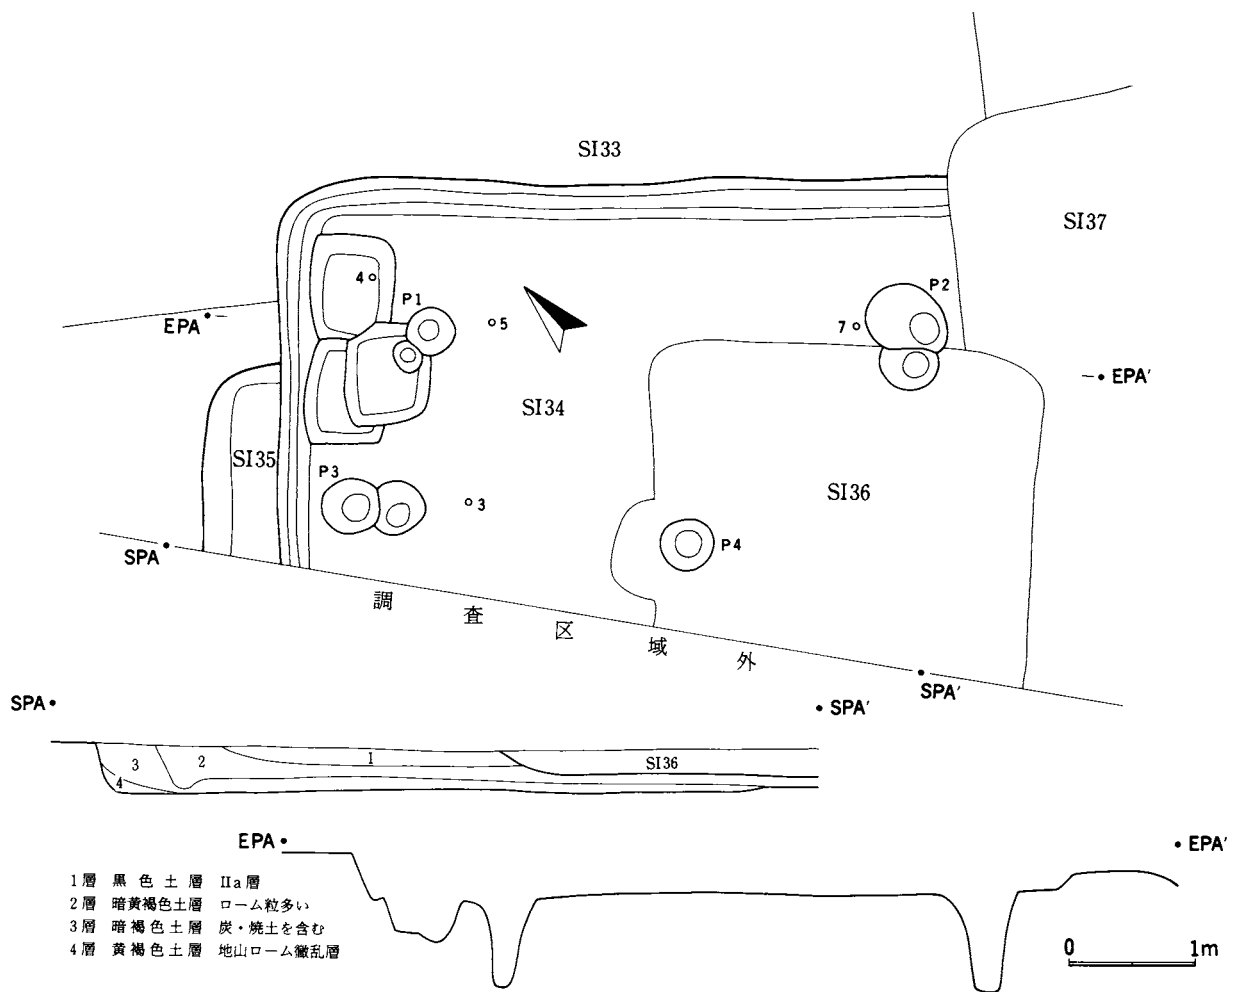 SI33
SI37
4
P1
5
P2
7
EPA
EPA′
SI34
SI35
P3
3
SI36
P4
SPA
調査区域外
SPA′
SPA
SPA′
3
2
1
SI36
4
EPA
EPA′
1層 黒色土層 IIa層
2層 暗黄褐色土層 ローム粒多い
3層 暗褐色土層 炭・焼土を含む
4層 黄褐色土層 地山ローム攪乱層
0 1m